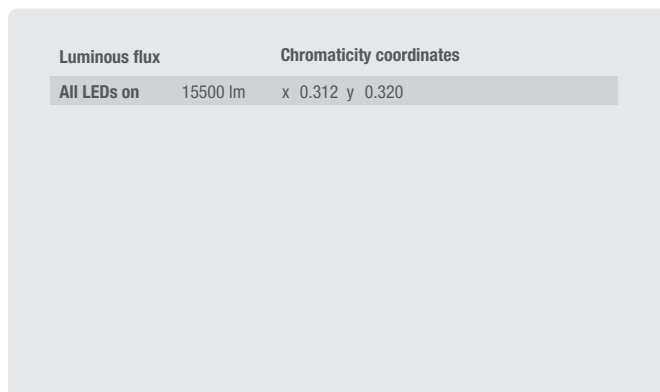 Luminous flux Chromaticity coordinates
All LEDs on 15500 lm x 0.312 y 0.320